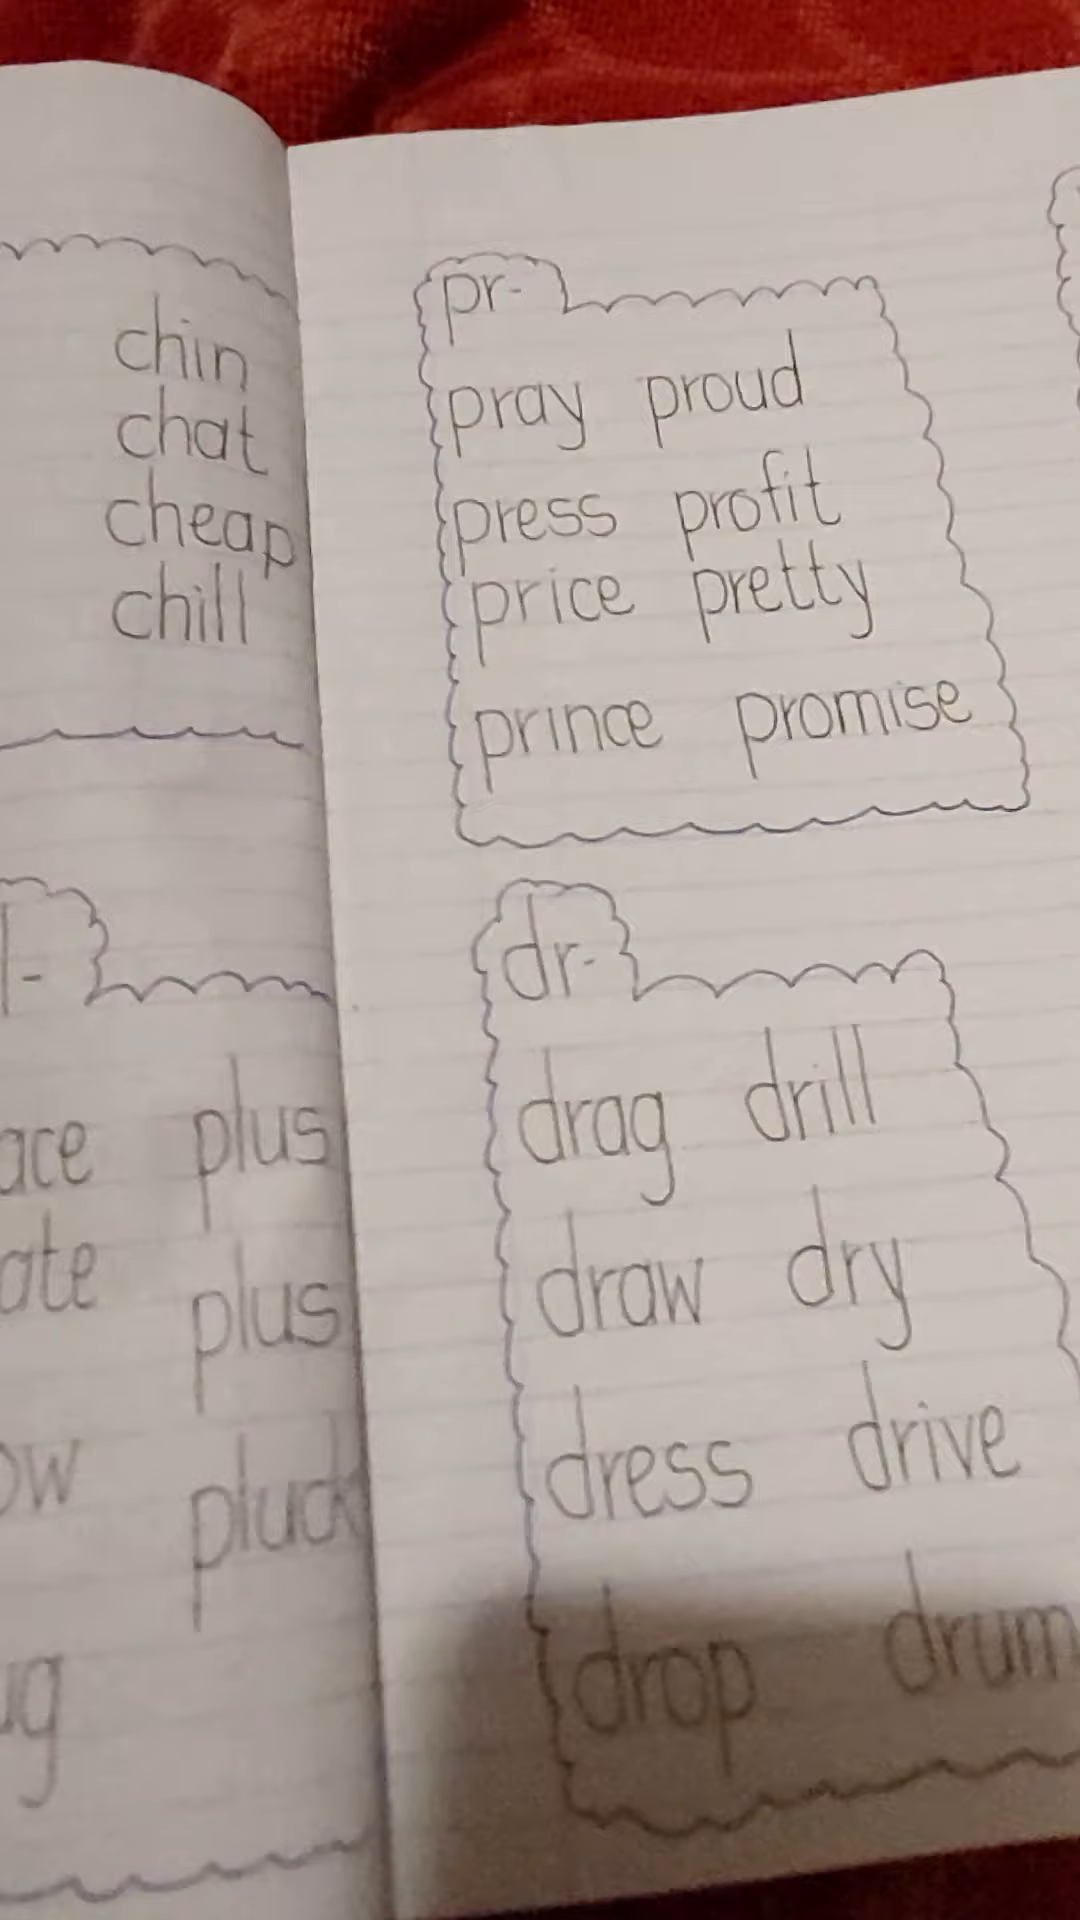 chin
chat
cheap
chill
plus
plus
pluck
pr-
pray proud
press profit
price pretty
prince promise
dr-
drag drill
draw dry
dress drive
drop drum